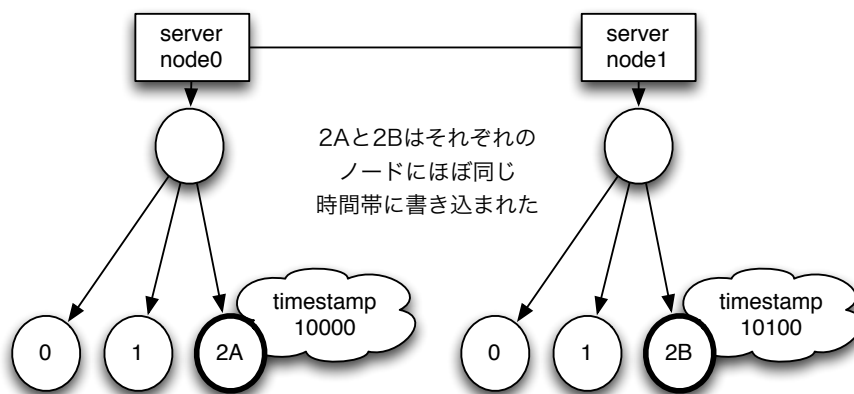 server
node0
server
node1
2Aと2Bはそれぞれの
ノードにほぼ同じ
時間帯に書き込まれた
timestamp
10000
timestamp
10100
0
1
2A
0
1
2B